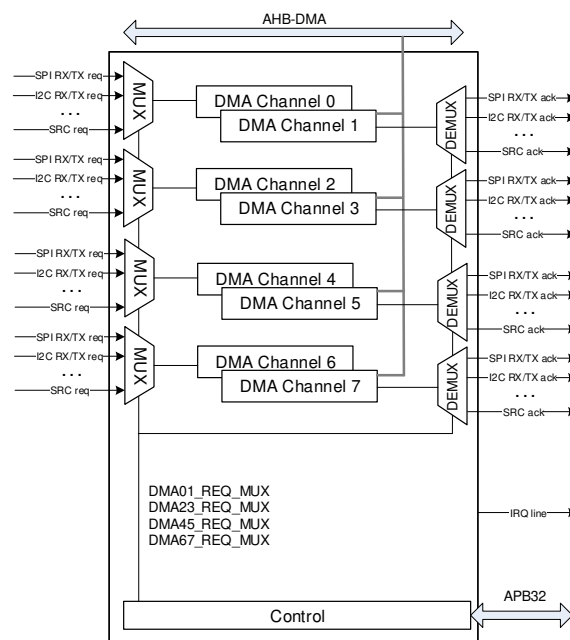 AHB-DMA
SPI RX/TX req
I2C RX/TX req
...
SRC req
MUX
DMA Channel 0
DMA Channel 1
DEMUX
SPI RX/TX ack
I2C RX/TX ack
...
SRC ack
SPI RX/TX req
I2C RX/TX req
...
SRC req
MUX
DMA Channel 2
DMA Channel 3
DEMUX
SPI RX/TX ack
I2C RX/TX ack
...
SRC ack
SPI RX/TX req
I2C RX/TX req
...
SRC req
MUX
DMA Channel 4
DMA Channel 5
DEMUX
SPI RX/TX ack
I2C RX/TX ack
...
SRC ack
SPI RX/TX req
I2C RX/TX req
...
SRC req
MUX
DMA Channel 6
DMA Channel 7
DEMUX
SPI RX/TX ack
I2C RX/TX ack
...
SRC ack
DMA01_REQ_MUX
DMA23_REQ_MUX
DMA45_REQ_MUX
DMA67_REQ_MUX
IRQ line
APB32
Control